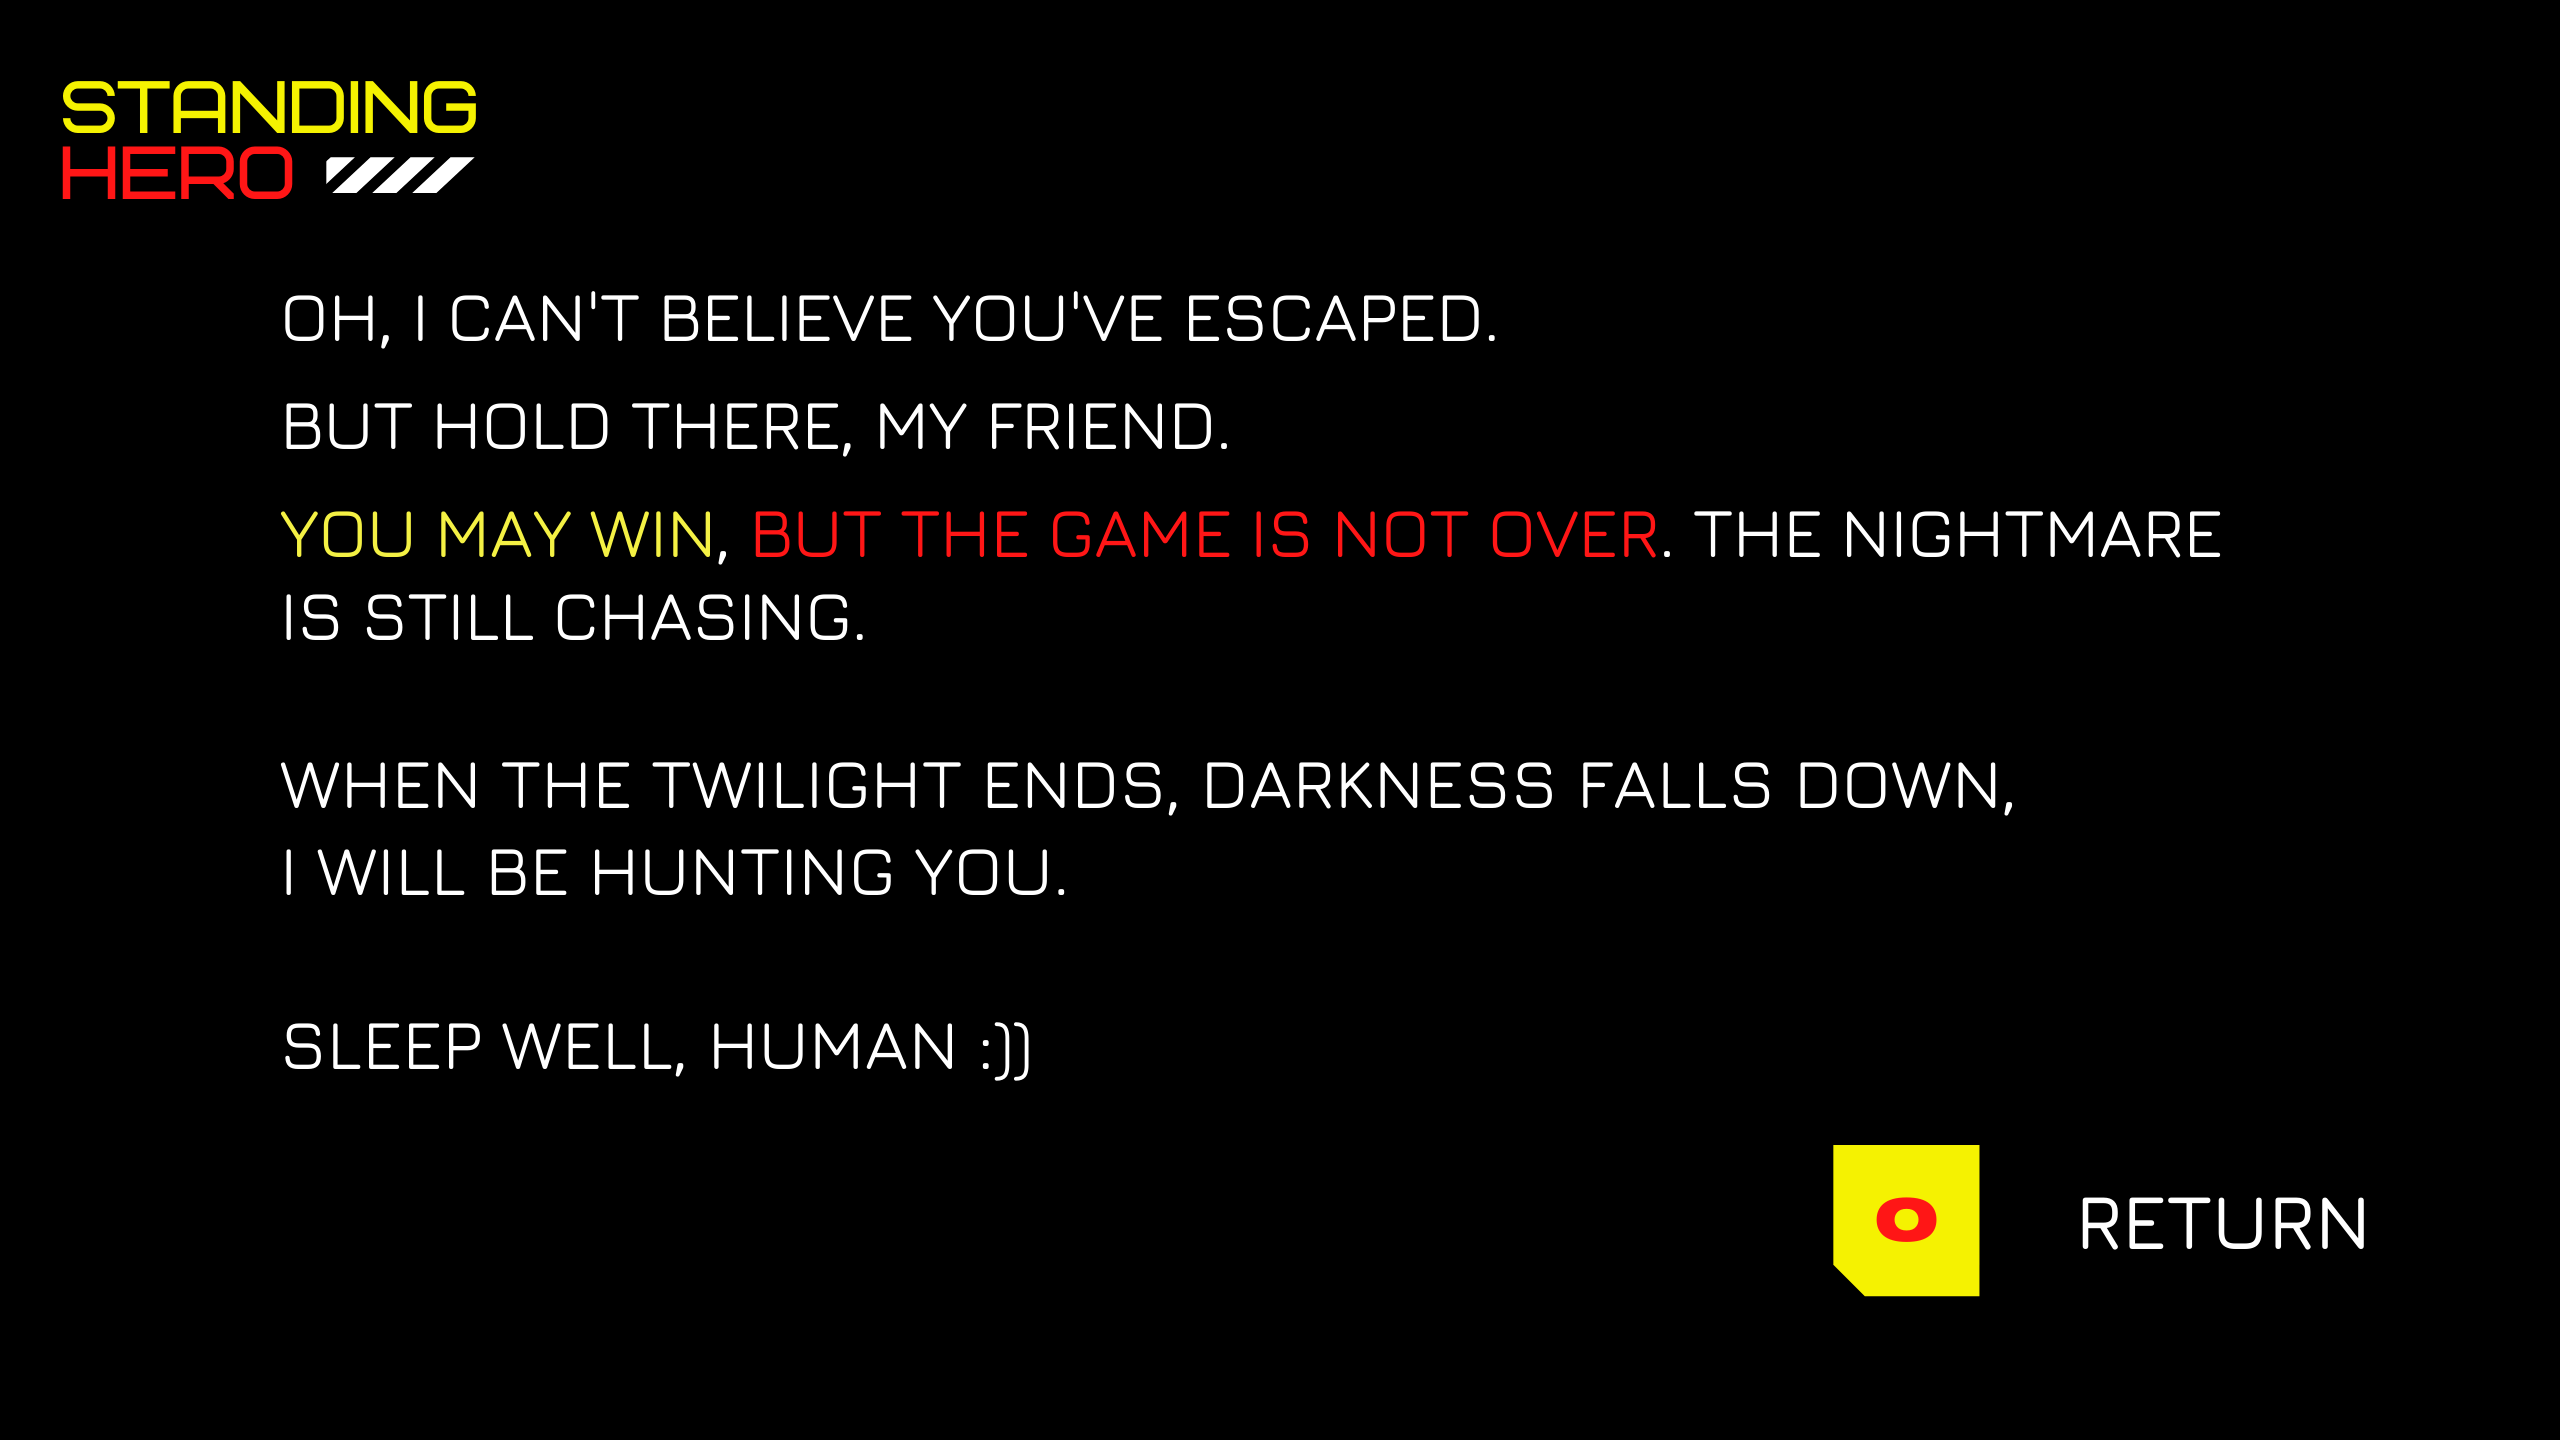 STANDING
HERO
OH, I CAN'T BELIEVE YOU'VE ESCAPED.
BUT HOLD THERE, MY FRIEND.
YOU MAY WIN, BUT THE GAME IS NOT OVER. THE NIGHTMARE
IS STILL CHASING.
WHEN THE TWILIGHT ENDS, DARKNESS FALLS DOWN,
I WILL BE HUNTING YOU.
SLEEP WELL, HUMAN :))
O RETURN